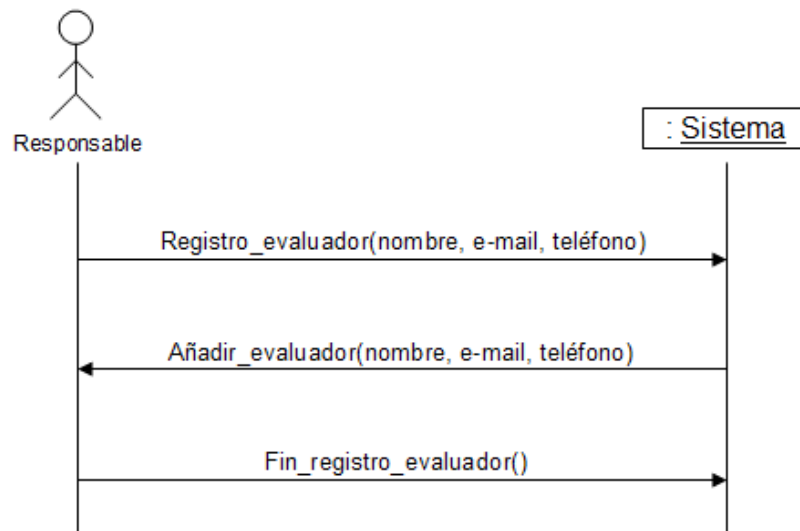 Responsable
: Sistema
Registro_evaluador(nombre, e-mail, teléfono)
Añadir_evaluador(nombre, e-mail, teléfono)
Fin_registro_evaluador()